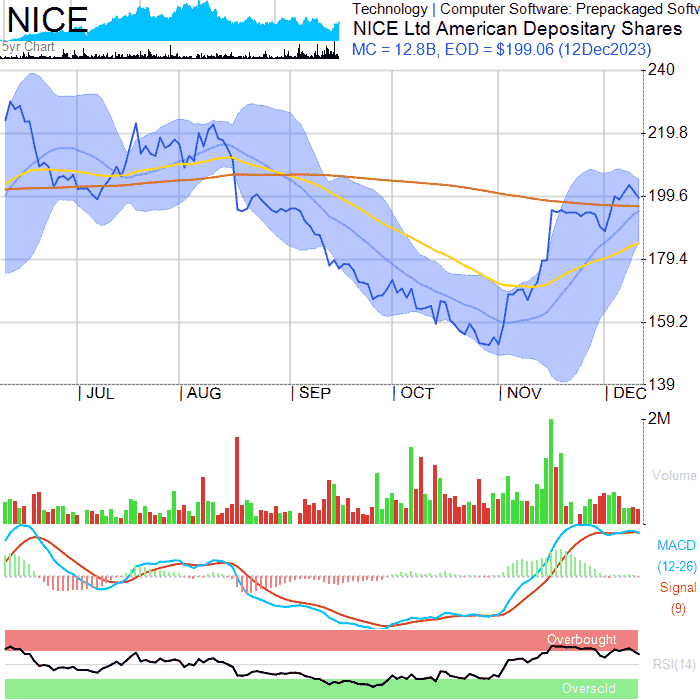 NICE
5yr Chart
Technology | Computer Software: Prepackaged Softw
NICE Ltd American Depositary Shares
MC = 12.8B, EOD = $199.06 (12Dec2023)
240
219.8
199.6
179.4
159.2
139
| JUL | AUG | SEP | OCT | NOV | DEC
2M
Volume
MACD
(12-26)
Signal
(9)
Overbought
RSI(14)
Oversold